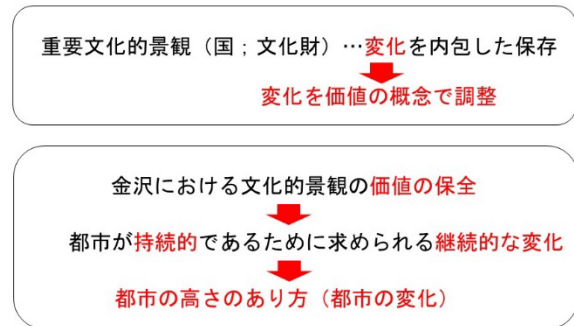 重要文化的景観（国；文化財）…変化を内包した保存
変化を価値の概念で調整
金沢における文化的景観の価値の保全
都市が持続的であるために求められる継続的な変化
都市の高さのあり方（都市の変化）